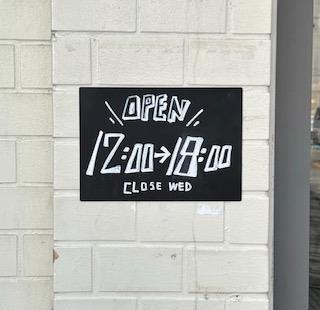 \ OPEN /
12:00→18:00
CLOSE WED